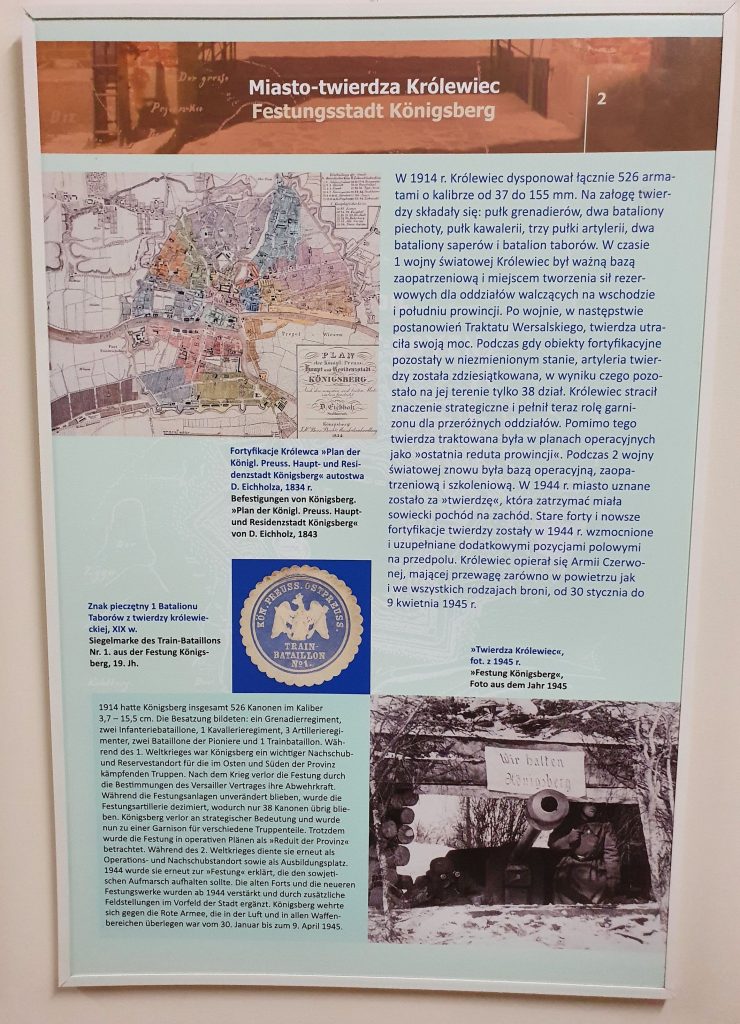 Miasto-twierdza Królewiec
Festungsstadt Königsberg
2
PLAN
der Königl. Preuss.
Haupt und Residenzstadt
KÖNIGSBERG
D. Eichholz
Pregel
Wiesen
W 1914 r. Królewiec dysponował łącznie 526 arma-
tami o kalibrze od 37 do 155 mm. Na załogę twier-
dzy składały się: pułk grenadierów, dwa bataliony
piechoty, pułk kawalerii, trzy pułki artylerii, dwa
bataliony saperów i batalion taborów. W czasie
1 wojny światowej Królewiec był ważną bazą
zaopatrzeniową i miejscem tworzenia sił rezer-
wowych dla oddziałów walczących na wschodzie
i południu prowincji. Po wojnie, w następstwie
postanowień Traktatu Wersalskiego, twierdza utra-
ciła swoją moc. Podczas gdy obiekty fortyfikacyjne
pozostały w niezmienionym stanie, artyleria twier-
dzy została zdziesiątkowana, w wyniku czego pozo-
stało na jej terenie tylko 38 dział. Królewiec stracił
znaczenie strategiczne i pełnił teraz rolę garni-
zonu dla przeróżnych oddziałów. Pomimo tego
twierdza traktowana była w planach operacyjnych
jako »ostatnia reduta prowincji«. Podczas 2 wojny
światowej znowu była bazą operacyjną, zaopa-
trzeniową i szkoleniową. W 1944 r. miasto uznane
zostało za »twierdzę«, która zatrzymać miała
sowiecki pochód na zachód. Stare forty i nowsze
fortyfikacje twierdzy zostały w 1944 r. wzmocnione
i uzupełniane dodatkowymi pozycjami polowymi
na przedpolu. Królewiec opierał się Armii Czerwo-
nej, mającej przewagę zarówno w powietrzu jak
i we wszystkich rodzajach broni, od 30 stycznia do
9 kwietnia 1945 r.
Fortyfikacje Królewca »Plan der
Königl. Preuss. Haupt- und Resi-
denzstadt Königsberg« autostwa
D. Eichholza, 1834 r.
Befestigungen von Königsberg.
»Plan der Königl. Preuss. Haupt-
und Residenzstadt Königsberg«
von D. Eichholz, 1843
Znak pieczętny 1 Batalionu
Taborów z twierdzy królewie-
ckiej, XIX w.
Siegelmarke des Train-Bataillons
Nr. 1. aus der Festung Königs-
berg, 19. Jh.
KÖN. PREUSS. OSTPREUSS.
TRAIN-
BATAILLON
No 1.
»Twierdza Królewiec«,
fot. z 1945 r.
»Festung Königsberg«,
Foto aus dem Jahr 1945
Wir halten
Königsberg
1914 hatte Königsberg insgesamt 526 Kanonen im Kaliber
3,7 – 15,5 cm. Die Besatzung bildeten: ein Grenadierregiment,
zwei Infanteriebataillone, 1 Kavallerieregiment, 3 Artillerieregi-
menter, zwei Bataillone der Pioniere und 1 Trainbataillon. Wäh-
rend des 1. Weltkrieges war Königsberg ein wichtiger Nachschub-
und Reservestandort für die im Osten und Süden der Provinz
kämpfenden Truppen. Nach dem Krieg verlor die Festung durch
die Bestimmungen des Versailler Vertrages ihre Abwehrkraft.
Während die Festungsanlagen unverändert blieben, wurde die
Festungsartillerie dezimiert, wodurch nur 38 Kanonen übrig blie-
ben. Königsberg verlor an strategischer Bedeutung und wurde
nun zu einer Garnison für verschiedene Truppenteile. Trotzdem
wurde die Festung in operativen Plänen als »Reduit der Provinz«
betrachtet. Während des 2. Weltkrieges diente sie erneut als
Operations- und Nachschubstandort sowie als Ausbildungsplatz.
1944 wurde sie erneut zur »Festung« erklärt, die den sowjeti-
schen Aufmarsch aufhalten sollte. Die alten Forts und die neueren
Festungswerke wurden ab 1944 verstärkt und durch zusätzliche
Feldstellungen im Vorfeld der Stadt ergänzt. Königsberg wehrte
sich gegen die Rote Armee, die in der Luft und in allen Waffen-
bereichen überlegen war vom 30. Januar bis zum 9. April 1945.